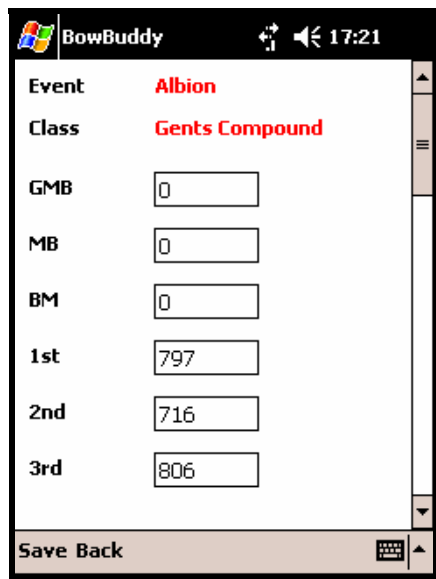 BowBuddy 17:21
Event Albion
Class Gents Compound
GMB 0
MB 0
BM 0
1st 797
2nd 716
3rd 806
Save Back